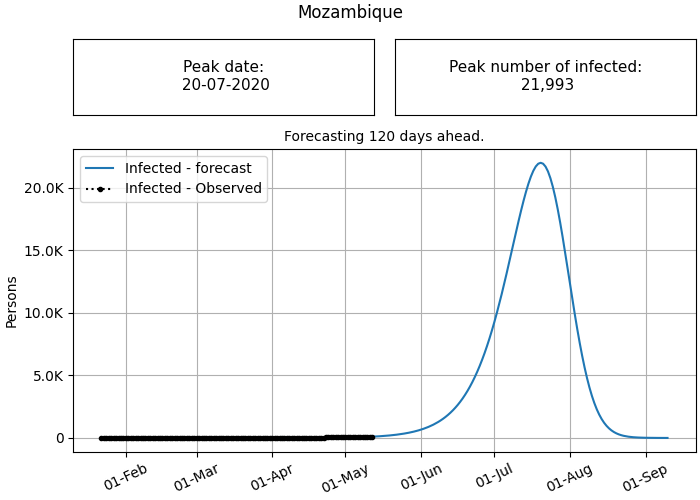 Mozambique
Peak date:
20-07-2020
Peak number of infected:
21,993
Forecasting 120 days ahead.
Infected - forecast
Infected - Observed
20.0K
15.0K
10.0K
5.0K
0
Persons
01-Feb
01-Mar
01-Apr
01-May
01-Jun
01-Jul
01-Aug
01-Sep